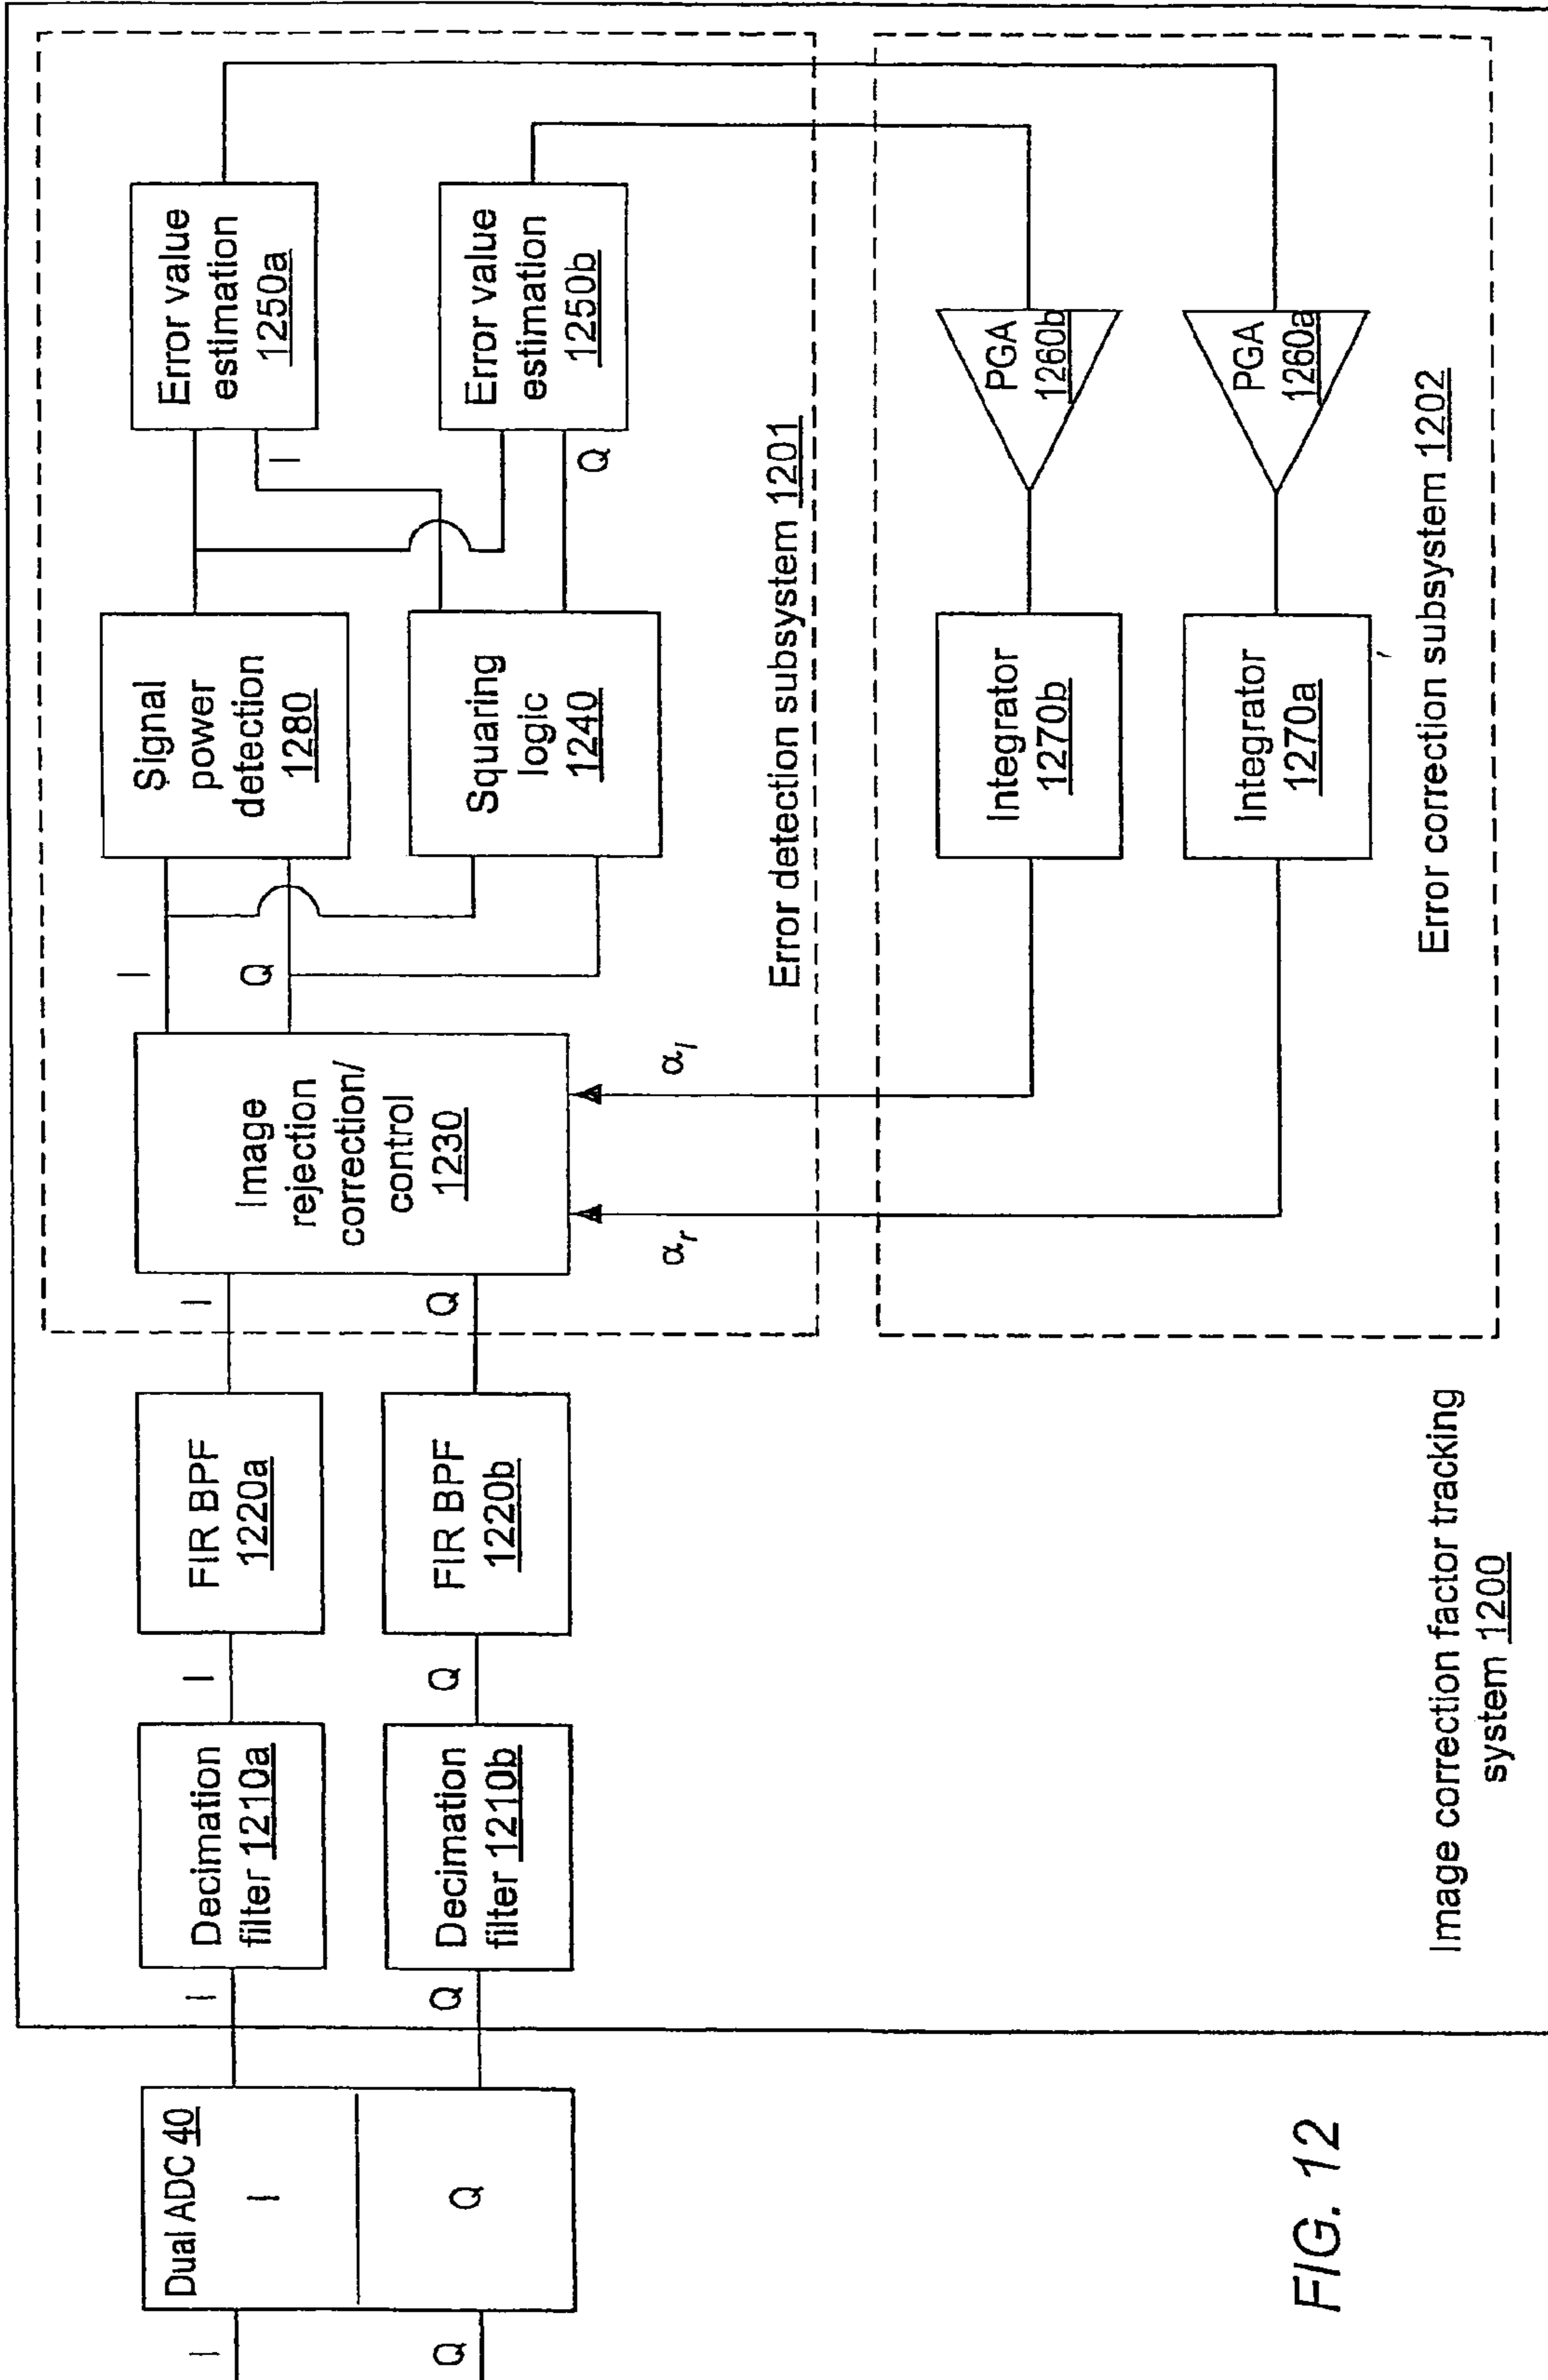 I
Q
Dual ADC 40
I
Q
I
Q
Decimation
filter 1210a
Decimation
filter 1210b
I
Q
FIR BPF
1220a
FIR BPF
1220b
I
Q
Image
rejection
correction/
control
1230
αr
αI
I
Q
Signal
power
detection
1280
Squaring
logic
1240
I
Q
Error value
estimation
1250a
Error value
estimation
1250b
Error detection subsystem 1201
Integrator
1270b
PGA
1260b
Integrator
1270a
PGA
1260a
Error correction subsystem 1202
Image correction factor tracking
system 1200
FIG. 12